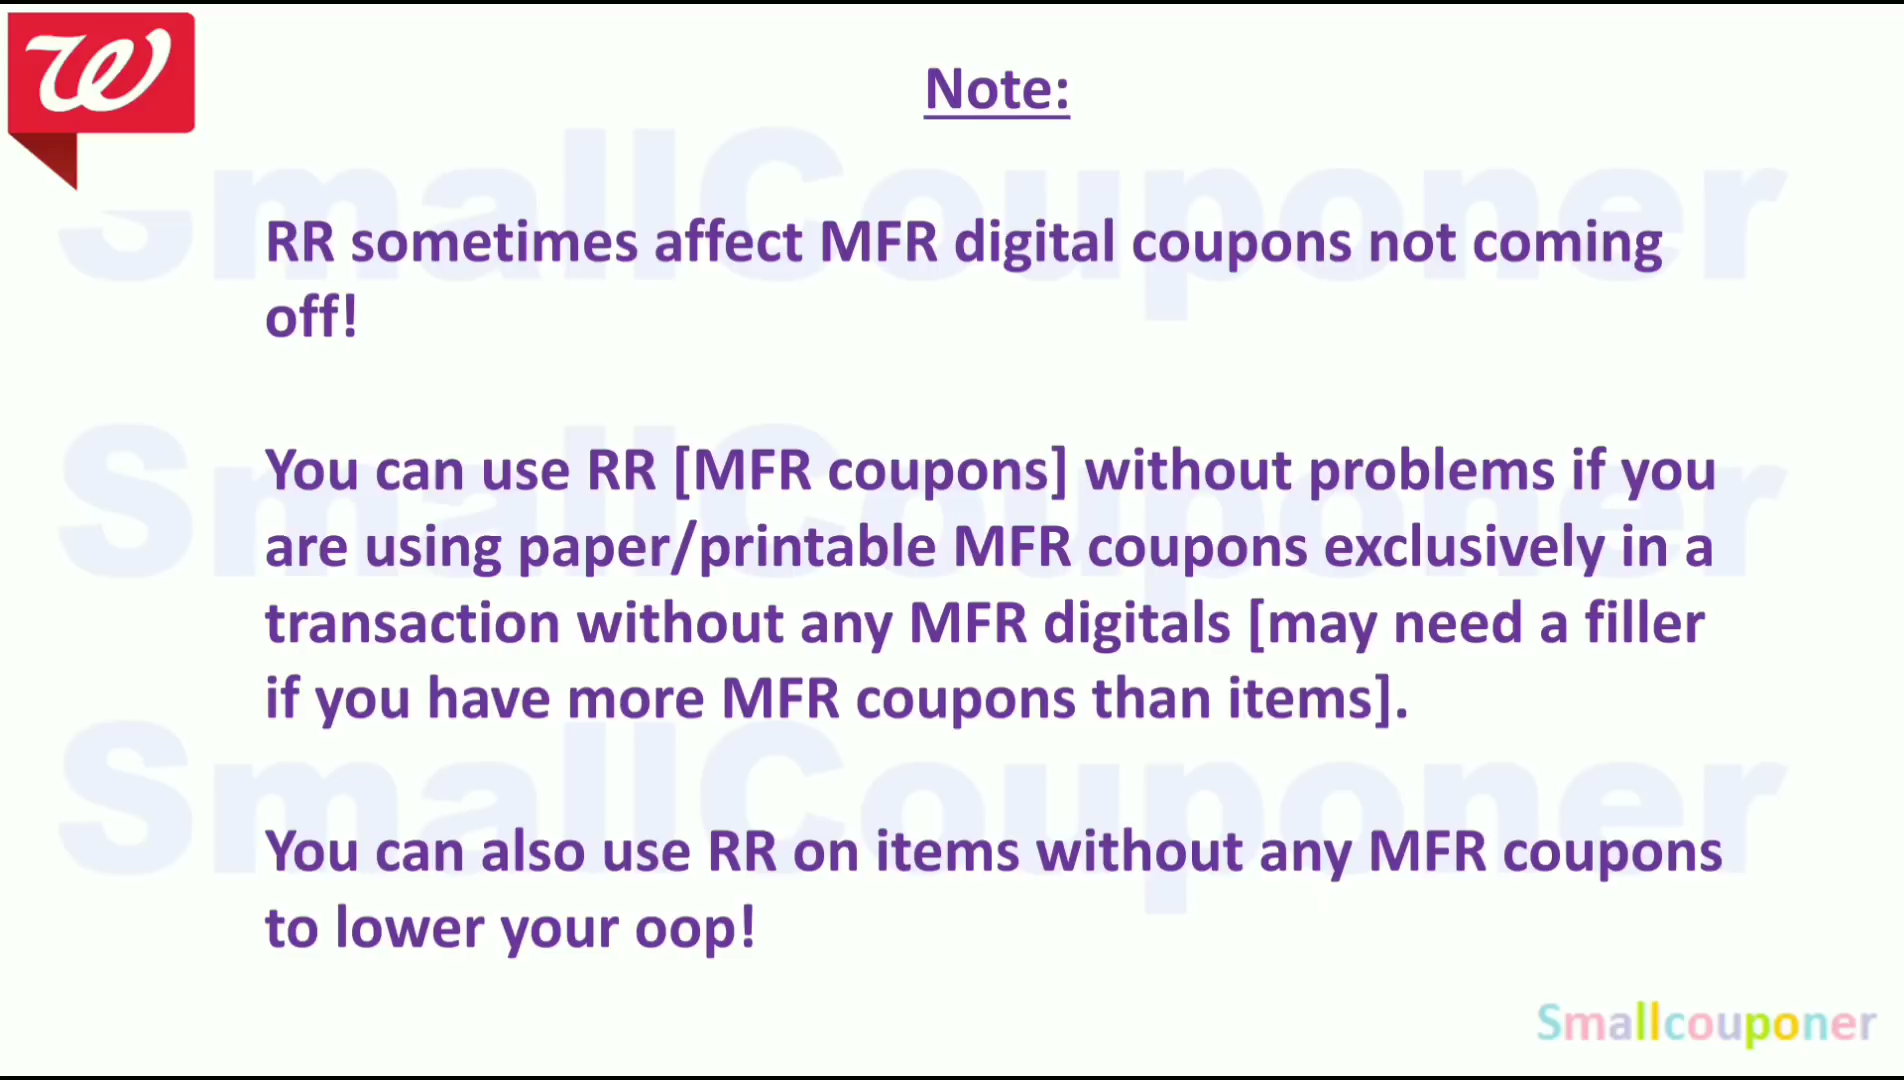 Note:
RR sometimes affect MFR digital coupons not coming
off!
You can use RR [MFR coupons] without problems if you
are using paper/printable MFR coupons exclusively in a
transaction without any MFR digitals [may need a filler
if you have more MFR coupons than items].
You can also use RR on items without any MFR coupons
to lower your oop!
SmallCouponer
SmallCouponer
SmallCouponer
Smallcouponer